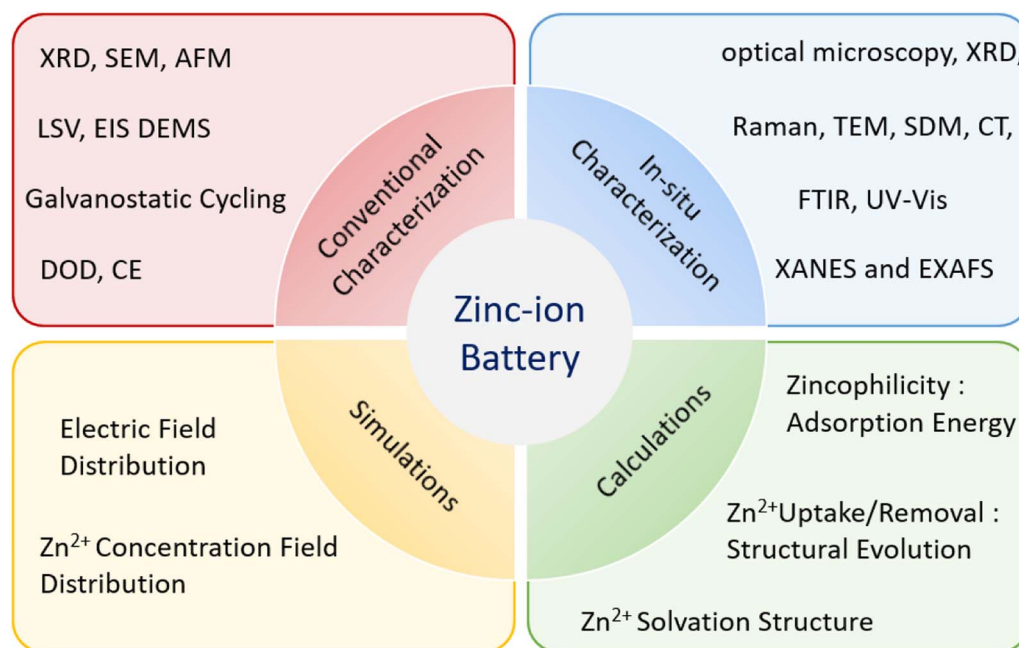 XRD, SEM, AFM
LSV, EIS DEMS
Galvanostatic Cycling
DOD, CE
Conventional
Characterization
optical microscopy, XRD,
Raman, TEM, SDM, CT,
FTIR, UV-Vis
XANES and EXAFS
In-situ
Characterization
Zinc-ion
Battery
Electric Field
Distribution
Zn²⁺ Concentration Field
Distribution
Simulations
Zincophilicity :
Adsorption Energy
Zn²⁺Uptake/Removal :
Structural Evolution
Zn²⁺ Solvation Structure
Calculations